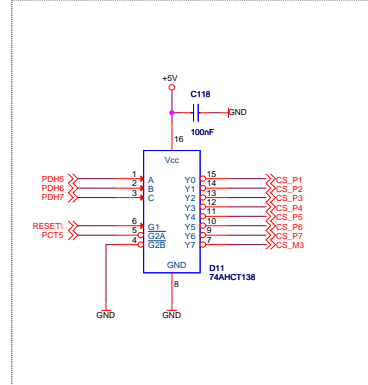 +5V
C118
GND
100nF
16
Vcc
PDH5 1 A Y0 15 CS_P1
PDH6 2 B Y1 14 CS_P2
PDH7 3 C Y2 13 CS_P3
Y3 12 CS_P4
Y4 11 CS_P5
RESET\ 6 G1 Y5 10 CS_P6
PCT5 5 G2A Y6 9 CS_P7
4 G2B Y7 7 CS_M3
GND D11
8 74AHCT138
GND GND